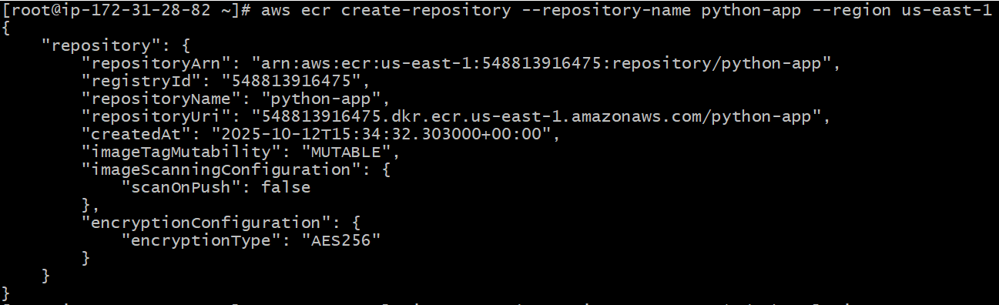 [root@ip-172-31-28-82 ~]# aws ecr create-repository --repository-name python-app --region us-east-1
{
    "repository": {
        "repositoryArn": "arn:aws:ecr:us-east-1:548813916475:repository/python-app",
        "registryId": "548813916475",
        "repositoryName": "python-app",
        "repositoryUri": "548813916475.dkr.ecr.us-east-1.amazonaws.com/python-app",
        "createdAt": "2025-10-12T15:34:32.303000+00:00",
        "imageTagMutability": "MUTABLE",
        "imageScanningConfiguration": {
            "scanOnPush": false
        },
        "encryptionConfiguration": {
            "encryptionType": "AES256"
        }
    }
}